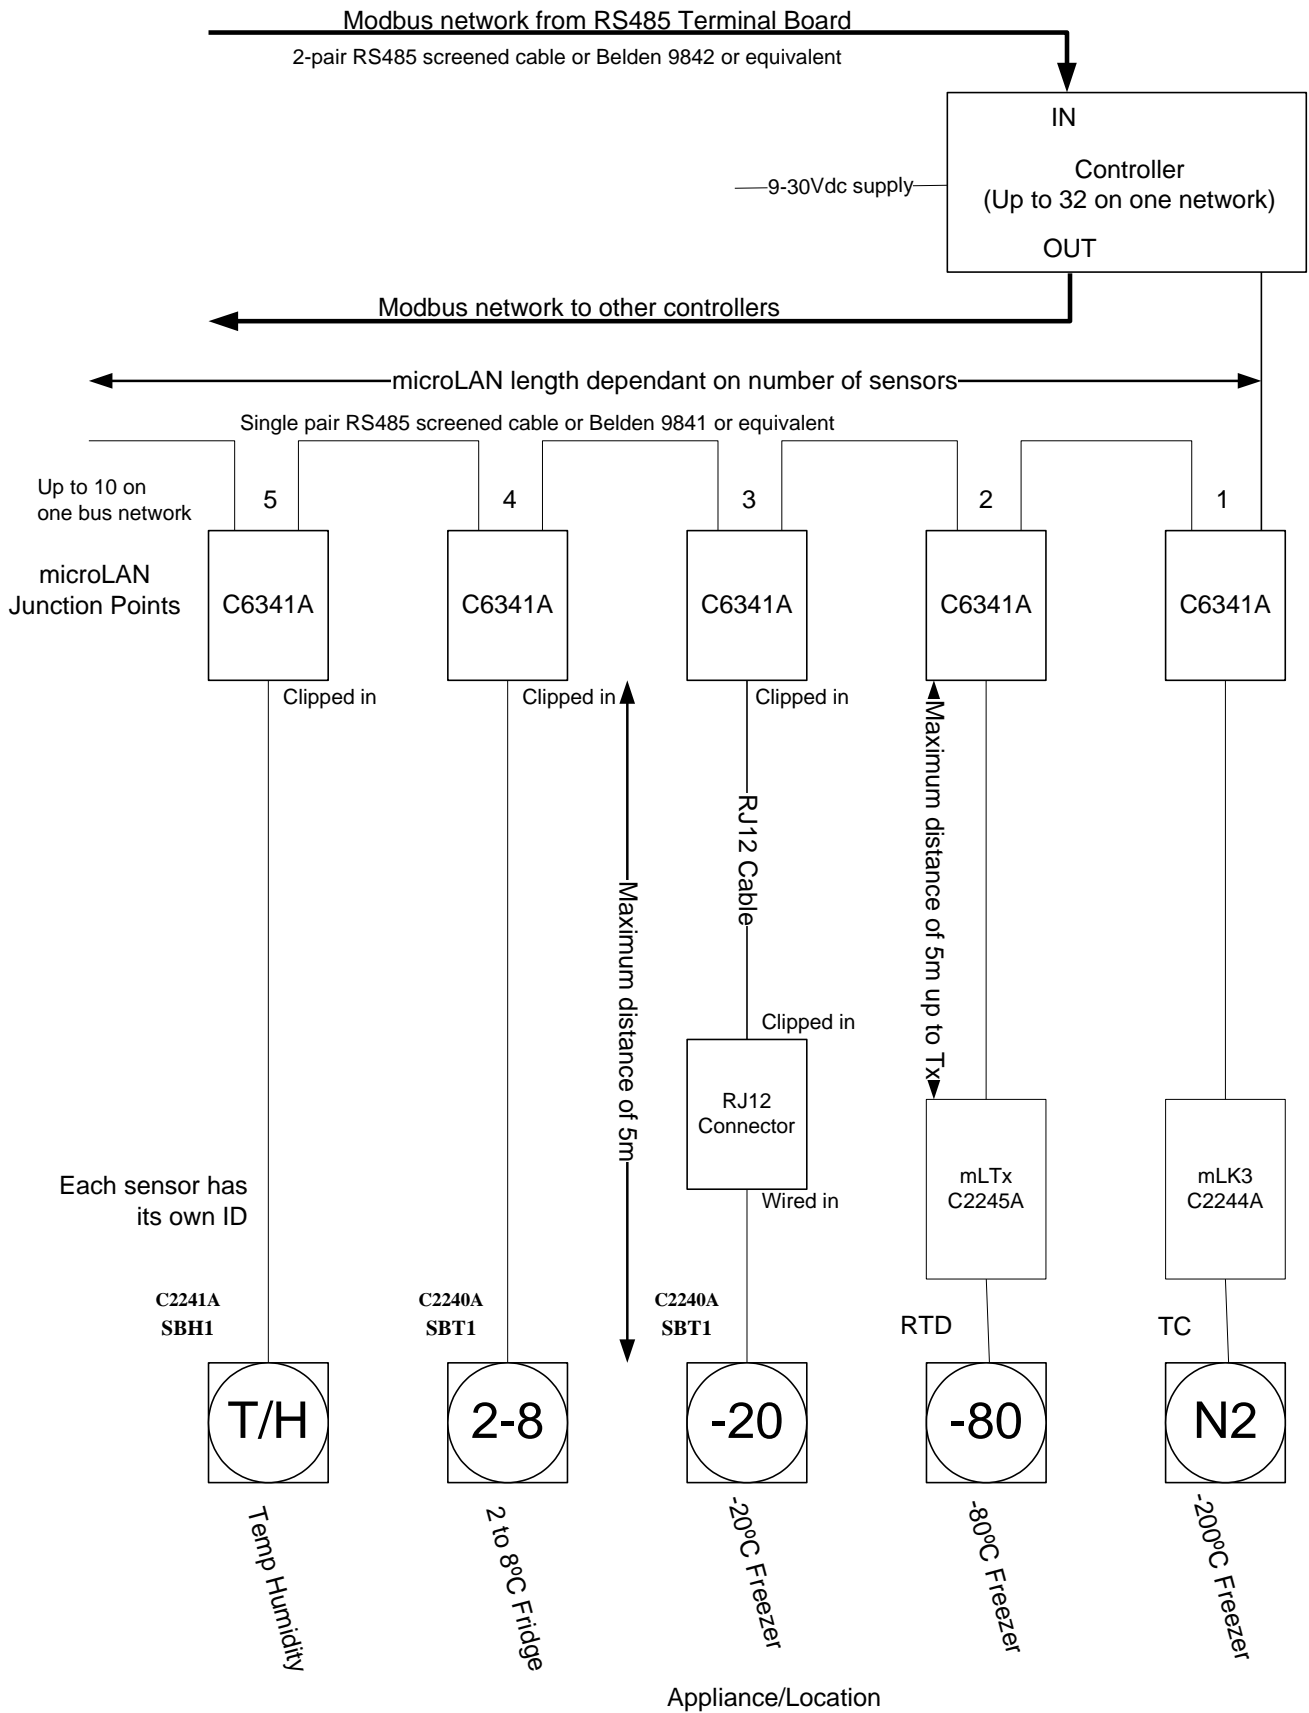 Modbus network from RS485 Terminal Board
2-pair RS485 screened cable or Belden 9842 or equivalent
IN
Controller
(Up to 32 on one network)
9-30Vdc supply
OUT
Modbus network to other controllers
microLAN length dependant on number of sensors
Single pair RS485 screened cable or Belden 9841 or equivalent
Up to 10 on
one bus network
5
4
3
2
1
microLAN
Junction Points
C6341A
C6341A
C6341A
C6341A
C6341A
Clipped in
Clipped in
Clipped in
Maximum distance of 5m
RJ12 Cable
Maximum distance of 5m up to Tx
Clipped in
RJ12
Connector
Wired in
mLTx
C2245A
mLK3
C2244A
Each sensor has
its own ID
C2241A
SBH1
C2240A
SBT1
C2240A
SBT1
RTD
TC
T/H
2-8
-20
-80
N2
Temp Humidity
2 to 8ºC Fridge
-20ºC Freezer
-80ºC Freezer
-200ºC Freezer
Appliance/Location